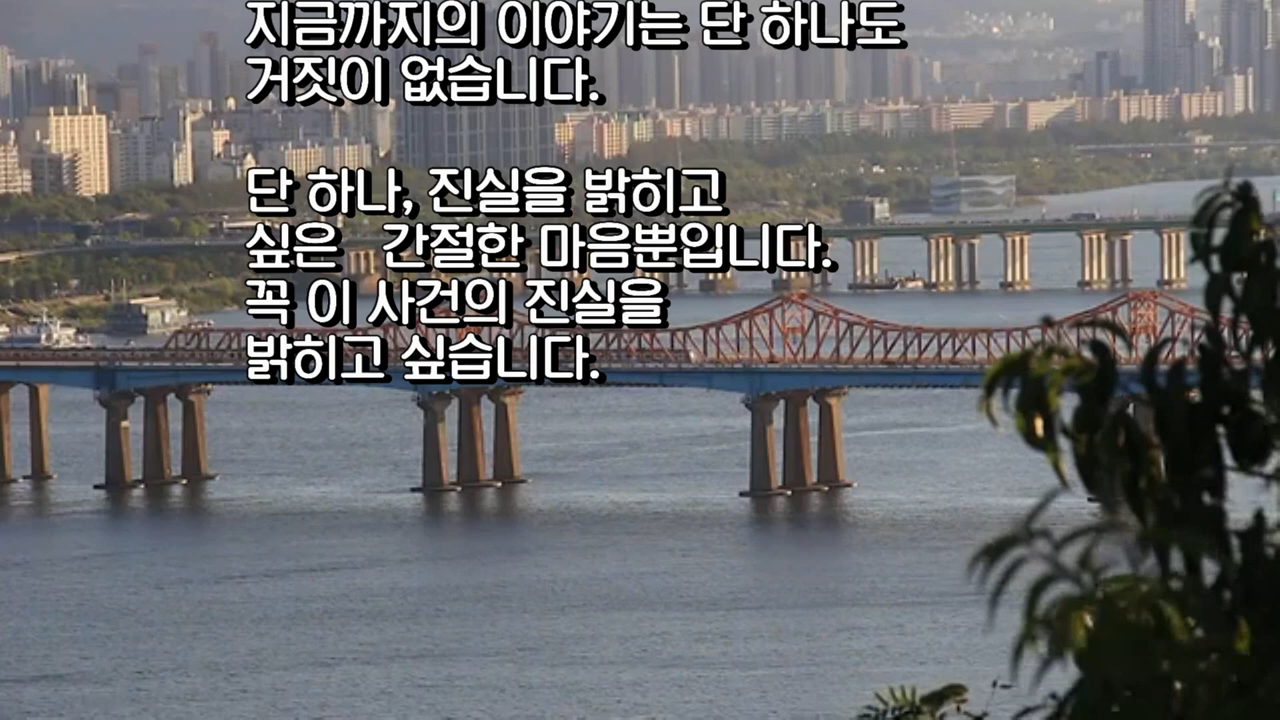 지금까지의 이야기는 단 하나도
거짓이 없습니다.
단 하나, 진실을 밝히고
싶은 간절한 마음뿐입니다.
꼭 이 사건의 진실을
밝히고 싶습니다.